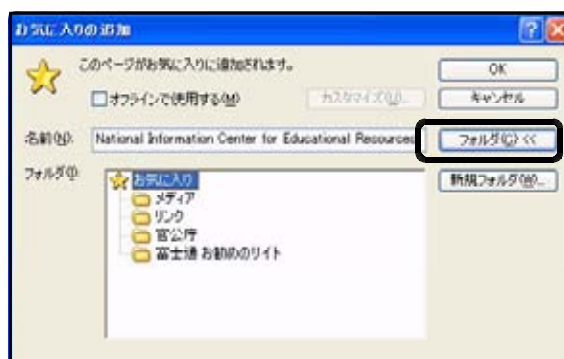 お気に入りの追加
このページがお気に入りに追加されます。
OK
オフラインで使用する(M)
カスタマイズ(U)...
キャンセル
名前(N):
National Information Center for Educational Resources
フォルダ(C) <<
フォルダ(I):
お気に入り
新規フォルダ(W)...
メディア
リンク
官公庁
富士通 お勧めのサイト